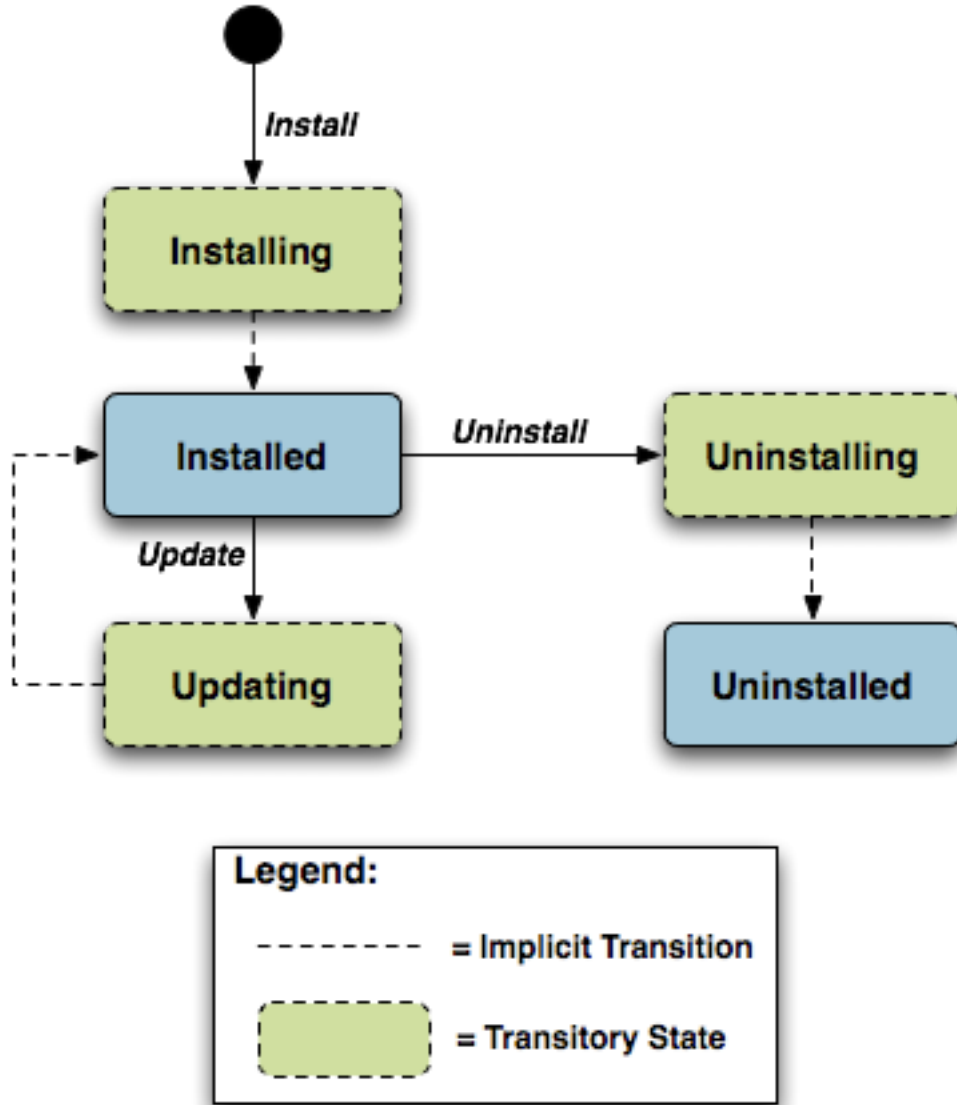 Install
Installing
Installed
Uninstall
Uninstalling
Update
Updating
Uninstalled
Legend:
= Implicit Transition
= Transitory State